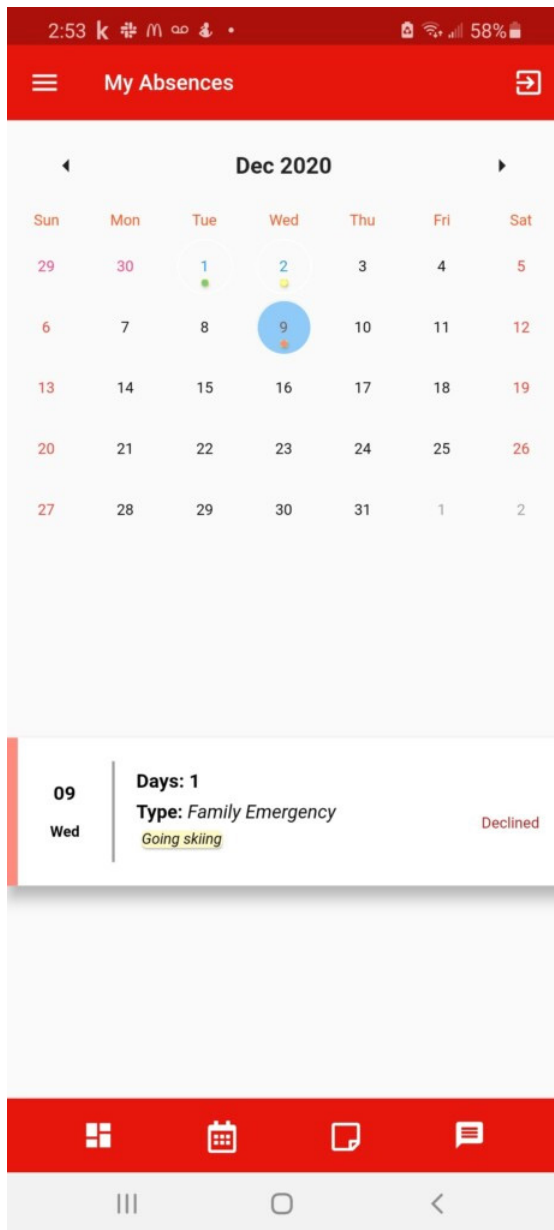 2:53 58%
My Absences
Dec 2020
Sun Mon Tue Wed Thu Fri Sat
29 30 1 2 3 4 5
6 7 8 9 10 11 12
13 14 15 16 17 18 19
20 21 22 23 24 25 26
27 28 29 30 31 1 2
09
Wed
Days: 1
Type: Family Emergency
Going skiing
Declined